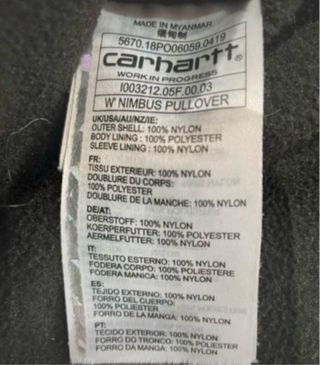 MADE IN MYANMAR
缅甸制
5670.18PO06059.0419
carhartt®
WORK IN PROGRESS
I003212.05F.00.03
W' NIMBUS PULLOVER
UK/USA/AU/NZ/IE:
OUTER SHELL: 100% NYLON
BODY LINING : 100% POLYESTER
SLEEVE LINING : 100% NYLON
FR:
TISSU EXTERIEUR: 100% NYLON
DOUBLURE DU CORPS:
100% POLYESTER
DOUBLURE DE LA MANCHE: 100% NYLON
DE/AT:
OBERSTOFF: 100% NYLON
KOERPERFUTTER: 100% POLYESTER
AERMELFUTTER: 100% NYLON
IT:
TESSUTO ESTERNO: 100% NYLON
FODERA CORPO: 100% POLIESTERE
FODERA MANICA: 100% NYLON
ES:
TEJIDO EXTERIOR: 100% NYLON
FORRO DEL CUERPO:
100% POLIESTER
FORRO DE LA MANGA: 100% NYLON
PT:
TECIDO EXTERIOR: 100% NYLON
FORRO DO TRONCO: 100% POLIESTER
FORRO DA MANGA: 100% NYLON